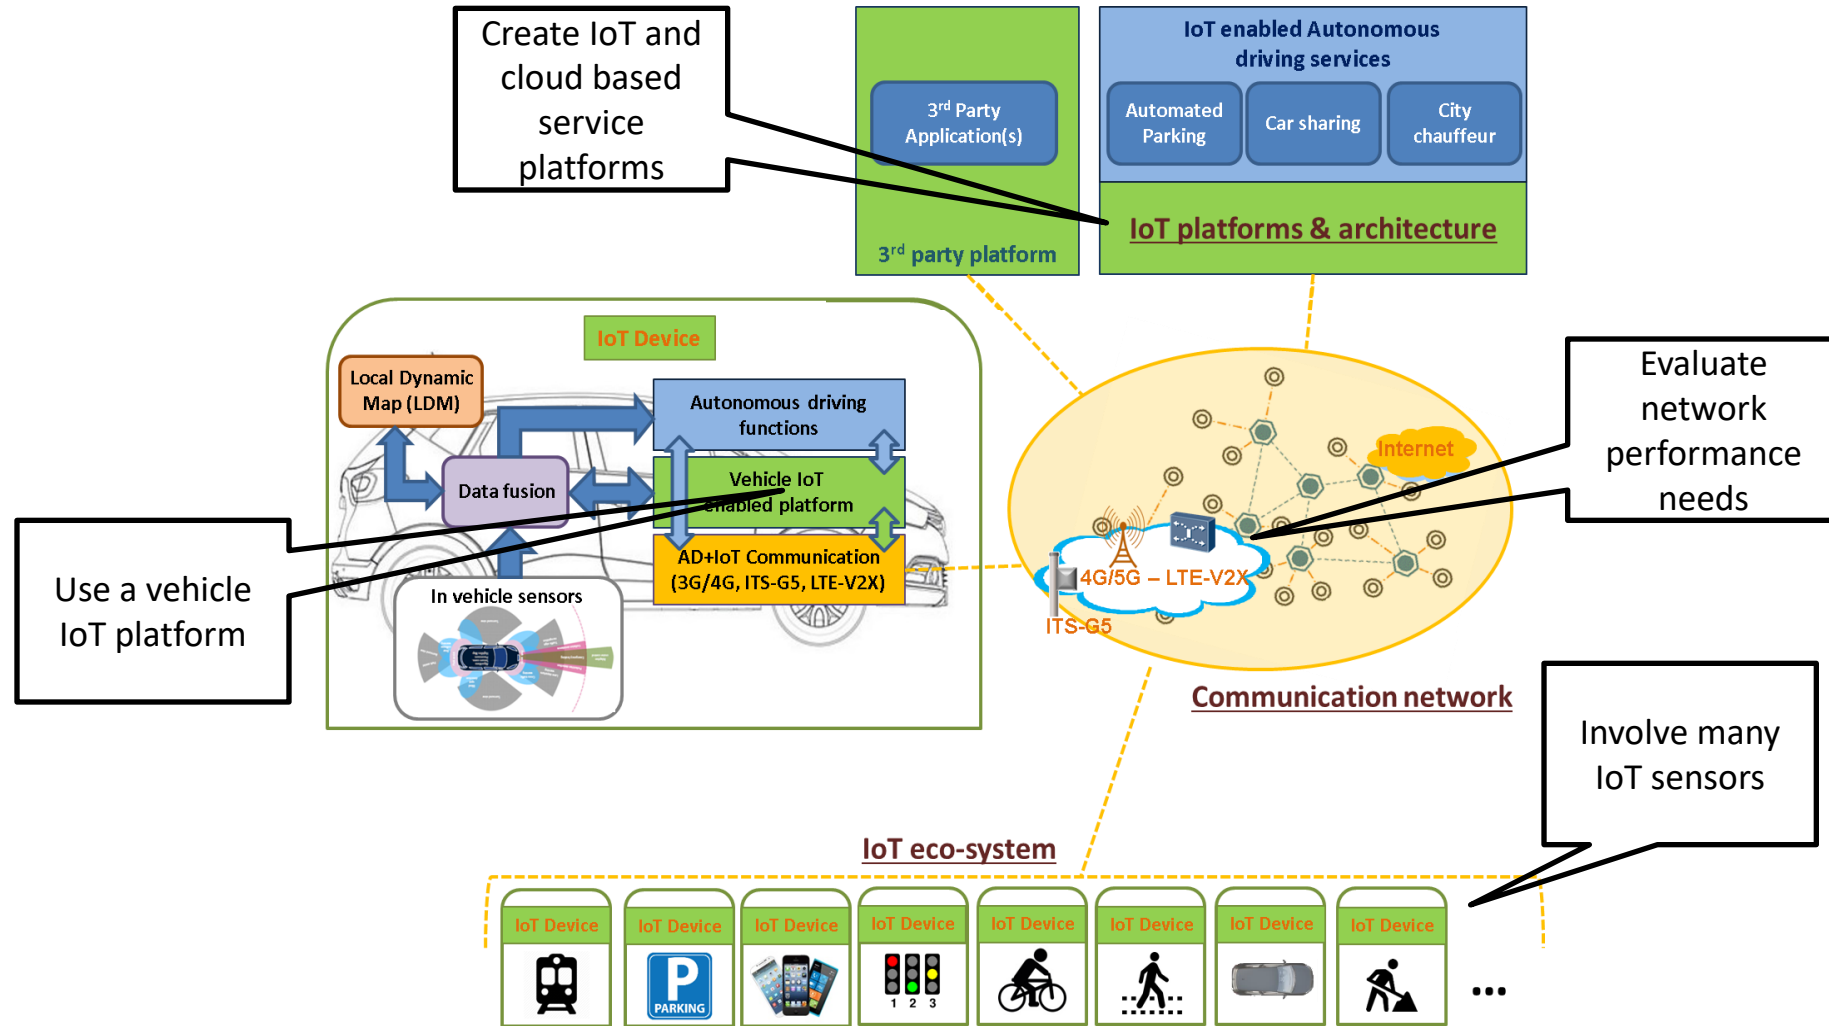 Create IoT and
cloud based
service
platforms
3rd Party
Application(s)
3rd party platform
IoT enabled Autonomous
driving services
Automated
Parking
Car sharing
City
chauffeur
IoT platforms & architecture
IoT Device
Local Dynamic
Map (LDM)
Autonomous driving
functions
Data fusion
Vehicle IoT
enabled platform
AD+IoT Communication
(3G/4G, ITS-G5, LTE-V2X)
In vehicle sensors
Use a vehicle
IoT platform
Evaluate
network
performance
needs
Internet
4G/5G – LTE-V2X
ITS-G5
Communication network
Involve many
IoT sensors
IoT eco-system
IoT Device
IoT Device
IoT Device
IoT Device
IoT Device
IoT Device
IoT Device
IoT Device
P
PARKING
1 2 3
...